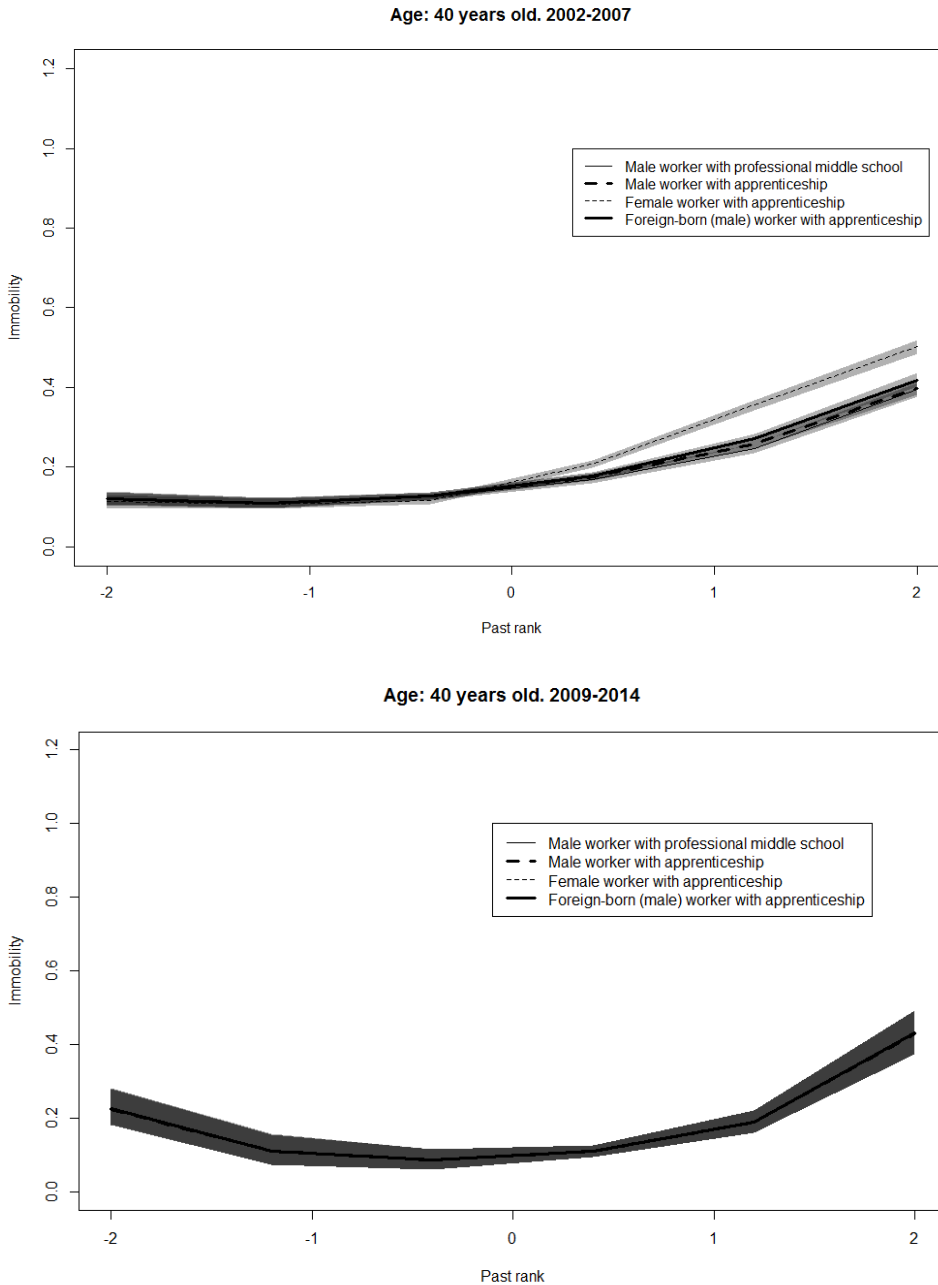 Age: 40 years old. 2002-2007
1.2
1.0
0.8
0.6
0.4
0.2
0.0
Immobility
Male worker with professional middle school
Male worker with apprenticeship
Female worker with apprenticeship
Foreign-born (male) worker with apprenticeship
-2 -1 0 1 2
Past rank
Age: 40 years old. 2009-2014
1.2
1.0
0.8
0.6
0.4
0.2
0.0
Immobility
Male worker with professional middle school
Male worker with apprenticeship
Female worker with apprenticeship
Foreign-born (male) worker with apprenticeship
-2 -1 0 1 2
Past rank